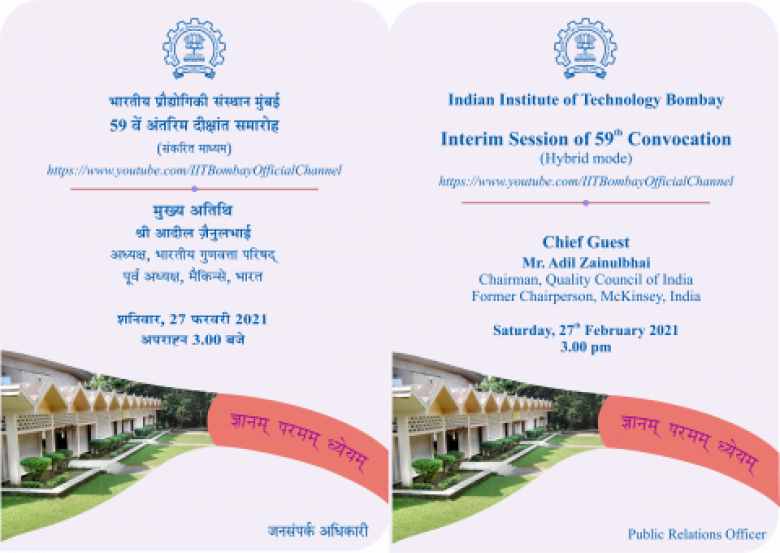 भारतीय प्रौद्योगिकी संस्थान मुंबई
59 वें अंतरिम दीक्षांत समारोह
(संकरित माध्यम)
https://www.youtube.com/IITBombayOfficialChannel
मुख्य अतिथि
श्री आदील ज़ैनुलभाई
अध्यक्ष, भारतीय गुणवत्ता परिषद्
पूर्व अध्यक्ष, मैकिन्से, भारत
शनिवार, 27 फरवरी 2021
अपराह्न 3.00 बजे
ज्ञानम् परमम् ध्येयम्
जनसंपर्क अधिकारी
Indian Institute of Technology Bombay
Interim Session of 59th Convocation
(Hybrid mode)
https://www.youtube.com/IITBombayOfficialChannel
Chief Guest
Mr. Adil Zainulbhai
Chairman, Quality Council of India
Former Chairperson, McKinsey, India
Saturday, 27th February 2021
3.00 pm
ज्ञानम् परमम् ध्येयम्
Public Relations Officer